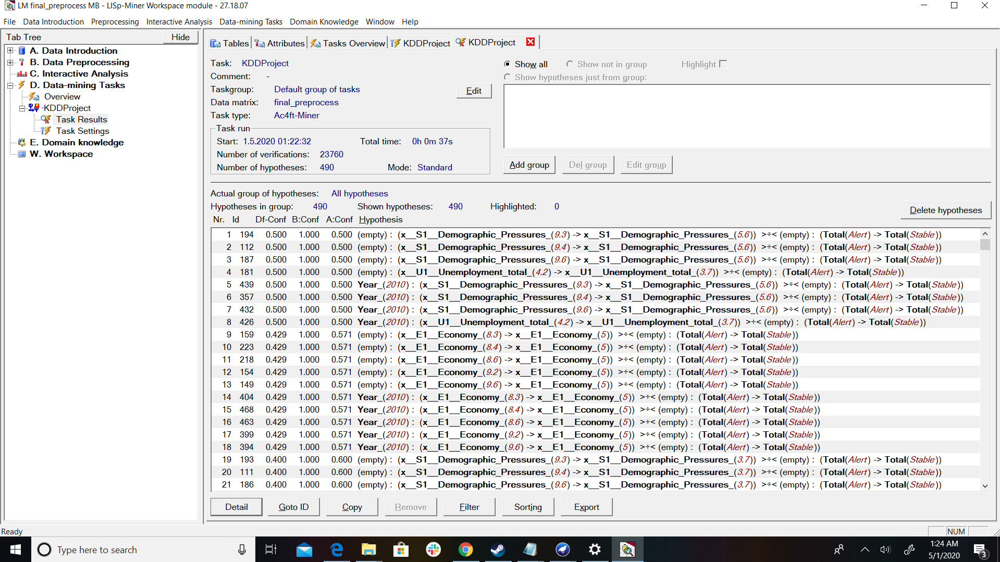 LM final_preprocess MB - LISp-Miner Workspace module - 27.18.07
File Data Introduction Preprocessing Interactive Analysis Data-mining Tasks Domain Knowledge Window Help
Tab Tree Hide
A. Data Introduction
B. Data Preprocessing
C. Interactive Analysis
D. Data-mining Tasks
Overview
·KDDProject
Task Results
Task Settings
E. Domain knowledge
W. Workspace
Tables Attributes Tasks Overview KDDProject KDDProject
Task: KDDProject
Comment: -
Taskgroup: Default group of tasks
Edit
Data matrix: final_preprocess
Task type: Ac4ft-Miner
Task run
Start: 1.5.2020 01:22:32 Total time: 0h 0m 37s
Number of verifications: 23760
Number of hypotheses: 490 Mode: Standard
Show all Show not in group Highlight
Show hypotheses just from group:
Add group Del group Edit group
Actual group of hypotheses: All hypotheses
Hypotheses in group: 490 Shown hypotheses: 490 Highlighted: 0
Delete hypotheses
Nr. Id Df-Conf B:Conf A:Conf Hypothesis
1 194 0.500 1.000 0.500 (empty) : (x__S1__Demographic_Pressures_(9.3) -> x__S1__Demographic_Pressures_(5.6)) >÷< (empty) : (Total(Alert) -> Total(Stable))
2 112 0.500 1.000 0.500 (empty) : (x__S1__Demographic_Pressures_(9.4) -> x__S1__Demographic_Pressures_(5.6)) >÷< (empty) : (Total(Alert) -> Total(Stable))
3 187 0.500 1.000 0.500 (empty) : (x__S1__Demographic_Pressures_(9.6) -> x__S1__Demographic_Pressures_(5.6)) >÷< (empty) : (Total(Alert) -> Total(Stable))
4 181 0.500 1.000 0.500 (empty) : (x__U1__Unemployment_total_(4.2) -> x__U1__Unemployment_total_(3.7)) >÷< (empty) : (Total(Alert) -> Total(Stable))
5 439 0.500 1.000 0.500 Year_(2010) : (x__S1__Demographic_Pressures_(9.3) -> x__S1__Demographic_Pressures_(5.6)) >÷< (empty) : (Total(Alert) -> Total(Stable))
6 357 0.500 1.000 0.500 Year_(2010) : (x__S1__Demographic_Pressures_(9.4) -> x__S1__Demographic_Pressures_(5.6)) >÷< (empty) : (Total(Alert) -> Total(Stable))
7 432 0.500 1.000 0.500 Year_(2010) : (x__S1__Demographic_Pressures_(9.6) -> x__S1__Demographic_Pressures_(5.6)) >÷< (empty) : (Total(Alert) -> Total(Stable))
8 426 0.500 1.000 0.500 Year_(2010) : (x__U1__Unemployment_total_(4.2) -> x__U1__Unemployment_total_(3.7)) >÷< (empty) : (Total(Alert) -> Total(Stable))
9 159 0.429 1.000 0.571 (empty) : (x__E1__Economy_(8.3) -> x__E1__Economy_(5)) >÷< (empty) : (Total(Alert) -> Total(Stable))
10 223 0.429 1.000 0.571 (empty) : (x__E1__Economy_(8.4) -> x__E1__Economy_(5)) >÷< (empty) : (Total(Alert) -> Total(Stable))
11 218 0.429 1.000 0.571 (empty) : (x__E1__Economy_(8.6) -> x__E1__Economy_(5)) >÷< (empty) : (Total(Alert) -> Total(Stable))
12 154 0.429 1.000 0.571 (empty) : (x__E1__Economy_(9.2) -> x__E1__Economy_(5)) >÷< (empty) : (Total(Alert) -> Total(Stable))
13 149 0.429 1.000 0.571 (empty) : (x__E1__Economy_(9.6) -> x__E1__Economy_(5)) >÷< (empty) : (Total(Alert) -> Total(Stable))
14 404 0.429 1.000 0.571 Year_(2010) : (x__E1__Economy_(8.3) -> x__E1__Economy_(5)) >÷< (empty) : (Total(Alert) -> Total(Stable))
15 468 0.429 1.000 0.571 Year_(2010) : (x__E1__Economy_(8.4) -> x__E1__Economy_(5)) >÷< (empty) : (Total(Alert) -> Total(Stable))
16 463 0.429 1.000 0.571 Year_(2010) : (x__E1__Economy_(8.6) -> x__E1__Economy_(5)) >÷< (empty) : (Total(Alert) -> Total(Stable))
17 399 0.429 1.000 0.571 Year_(2010) : (x__E1__Economy_(9.2) -> x__E1__Economy_(5)) >÷< (empty) : (Total(Alert) -> Total(Stable))
18 394 0.429 1.000 0.571 Year_(2010) : (x__E1__Economy_(9.6) -> x__E1__Economy_(5)) >÷< (empty) : (Total(Alert) -> Total(Stable))
19 193 0.400 1.000 0.600 (empty) : (x__S1__Demographic_Pressures_(9.3) -> x__S1__Demographic_Pressures_(3.7)) >÷< (empty) : (Total(Alert) -> Total(Stable))
20 111 0.400 1.000 0.600 (empty) : (x__S1__Demographic_Pressures_(9.4) -> x__S1__Demographic_Pressures_(3.7)) >÷< (empty) : (Total(Alert) -> Total(Stable))
21 186 0.400 1.000 0.600 (empty) : (x__S1__Demographic_Pressures_(9.6) -> x__S1__Demographic_Pressures_(3.7)) >÷< (empty) : (Total(Alert) -> Total(Stable))
Detail Goto ID Copy Remove Filter Sorting Export
Ready NUM
Type here to search
1:24 AM
5/1/2020
3